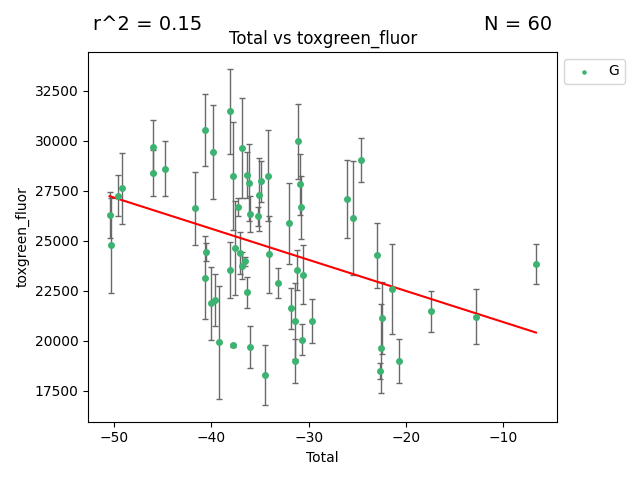 r^2 = 0.15
N = 60
Total vs toxgreen_fluor
G
32500
30000
27500
25000
22500
20000
17500
toxgreen_fluor
−50
−40
−30
−20
−10
Total